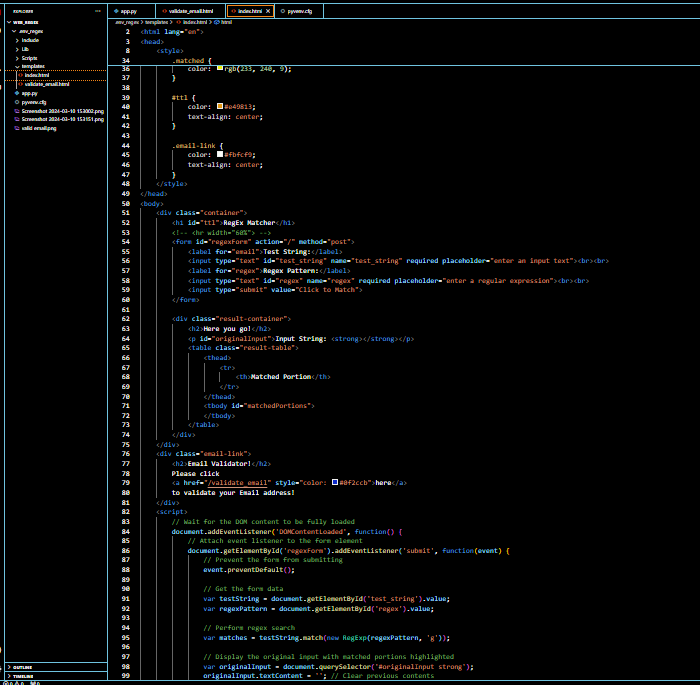 EXPLORER
WEB_REGEX
.env_regex
Include
Lib
Scripts
templates
index.html
validate_email.html
app.py
pyvenv.cfg
Screenshot 2024-03-10 153002.png
Screenshot 2024-03-10 153151.png
valid email.png
OUTLINE
TIMELINE
app.py
validate_email.html
index.html
pyvenv.cfg
.env_regex > templates > index.html > html
2 <html lang="en">
3 <head>
8 <style>
34 .matched {
36 color: rgb(233, 240, 9);
37 }
38
39 #ttl {
40 color: #e49813;
41 text-align: center;
42 }
43
44 .email-link {
45 color: #fbfcf9;
46 text-align: center;
47 }
48 </style>
49 </head>
50 <body>
51 <div class="container">
52 <h1 id="ttl">RegEx Matcher</h1>
53 <!-- <hr width="60%"> -->
54 <form id="regexForm" action="/" method="post">
55 <label for="email">Test String:</label>
56 <input type="text" id="test_string" name="test_string" required placeholder="enter an input text"><br><br>
57 <label for="regex">Regex Pattern:</label>
58 <input type="text" id="regex" name="regex" required placeholder="enter a regular expression"><br><br>
59 <input type="submit" value="Click to Match">
60 </form>
61
62 <div class="result-container">
63 <h2>Here you go!</h2>
64 <p id="originalInput">Input String: <strong></strong></p>
65 <table class="result-table">
66 <thead>
67 <tr>
68 <th>Matched Portion</th>
69 </tr>
70 </thead>
71 <tbody id="matchedPortions">
72 </tbody>
73 </table>
74 </div>
75 </div>
76 <div class="email-link">
77 <h2>Email Validator!</h2>
78 Please click
79 <a href="/validate_email" style="color: #0f2ccb">here</a>
80 to validate your Email address!
81 </div>
82 <script>
83 // Wait for the DOM content to be fully loaded
84 document.addEventListener('DOMContentLoaded', function() {
85 // Attach event listener to the form element
86 document.getElementById('regexForm').addEventListener('submit', function(event) {
87 // Prevent the form from submitting
88 event.preventDefault();
89
90 // Get the form data
91 var testString = document.getElementById('test_string').value;
92 var regexPattern = document.getElementById('regex').value;
93
94 // Perform regex search
95 var matches = testString.match(new RegExp(regexPattern, 'g'));
96
97 // Display the original input with matched portions highlighted
98 var originalInput = document.querySelector('#originalInput strong');
99 originalInput.textContent = ''; // Clear previous contents